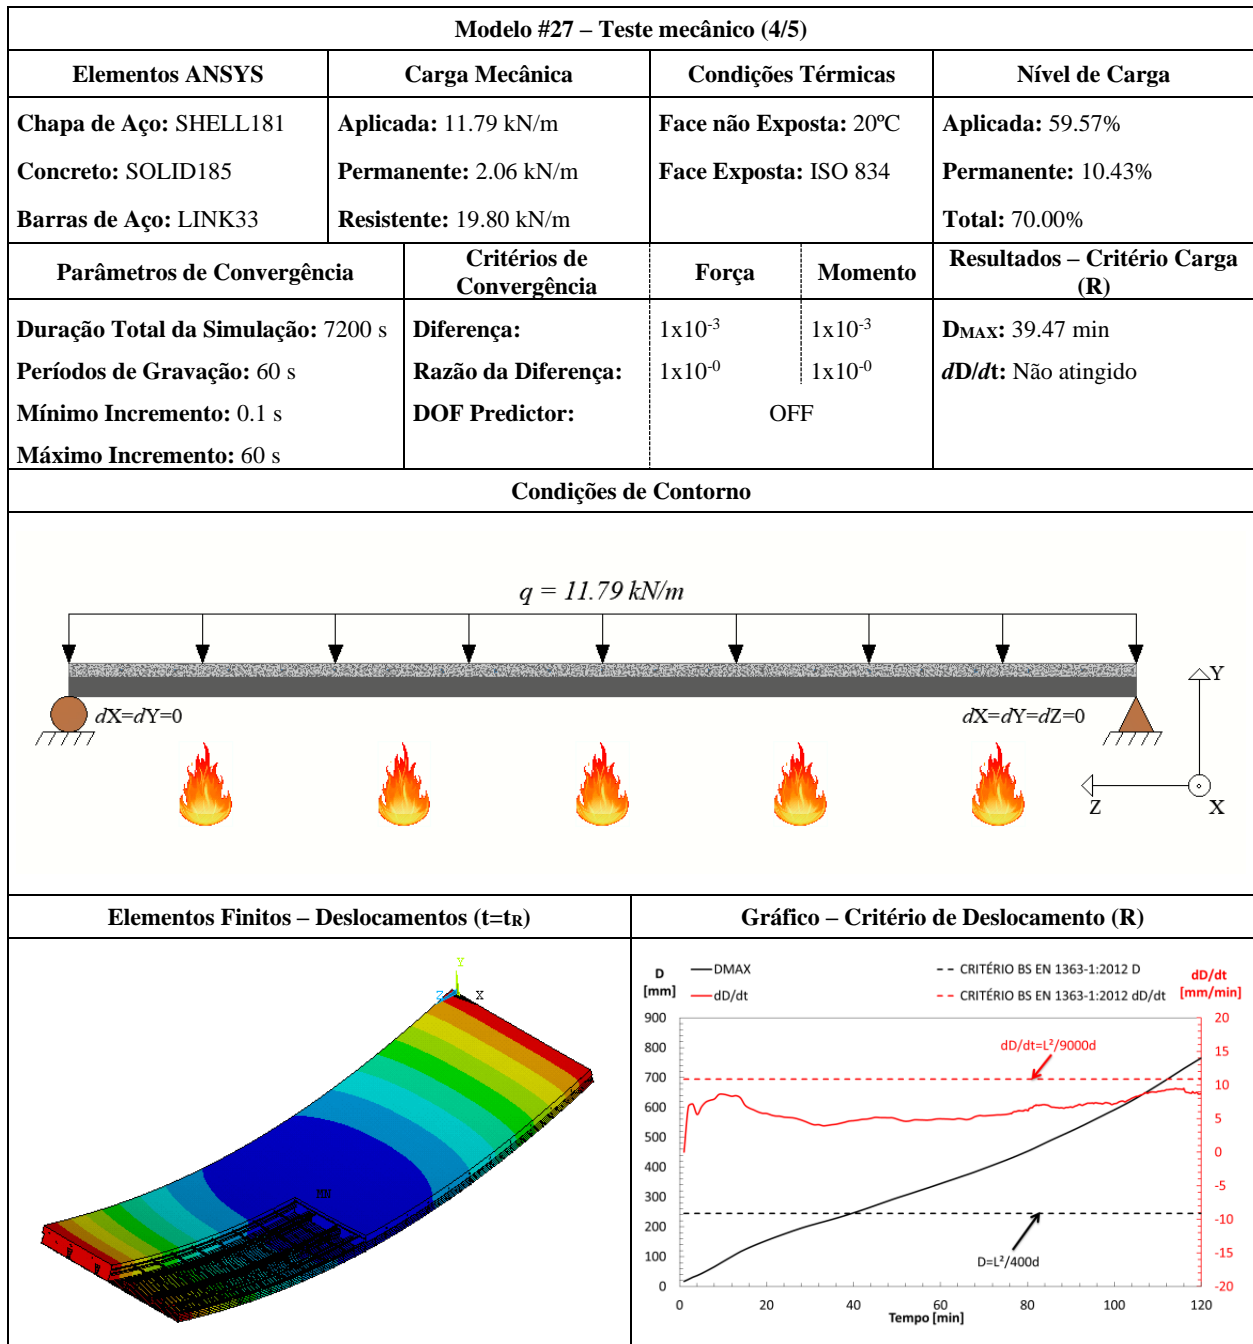 Modelo #27 – Teste mecânico (4/5)
Elementos ANSYS
Carga Mecânica
Condições Térmicas
Nível de Carga
Chapa de Aço: SHELL181
Concreto: SOLID185
Barras de Aço: LINK33
Aplicada: 11.79 kN/m
Permanente: 2.06 kN/m
Resistente: 19.80 kN/m
Face não Exposta: 20ºC
Face Exposta: ISO 834
Aplicada: 59.57%
Permanente: 10.43%
Total: 70.00%
Parâmetros de Convergência
Critérios de
Convergência
Força
Momento
Resultados – Critério Carga
(R)
Duração Total da Simulação: 7200 s
Períodos de Gravação: 60 s
Mínimo Incremento: 0.1 s
Máximo Incremento: 60 s
Diferença: 1x10-3 1x10-3
Razão da Diferença: 1x10-0 1x10-0
DOF Predictor: OFF
DMAX: 39.47 min
dD/dt: Não atingido
Condições de Contorno
q = 11.79 kN/m
dX=dY=0
dX=dY=dZ=0
Y
Z
X
Elementos Finitos – Deslocamentos (t=tR)
Gráfico – Critério de Deslocamento (R)
Y
Z
X
MN
D
[mm]
DMAX
dD/dt
CRITÉRIO BS EN 1363-1:2012 D
CRITÉRIO BS EN 1363-1:2012 dD/dt
dD/dt
[mm/min]
900
800
700
600
500
400
300
200
100
0
20
15
10
5
0
-5
-10
-15
-20
dD/dt=L²/9000d
D=L²/400d
0 20 40 60 80 100 120
Tempo [min]